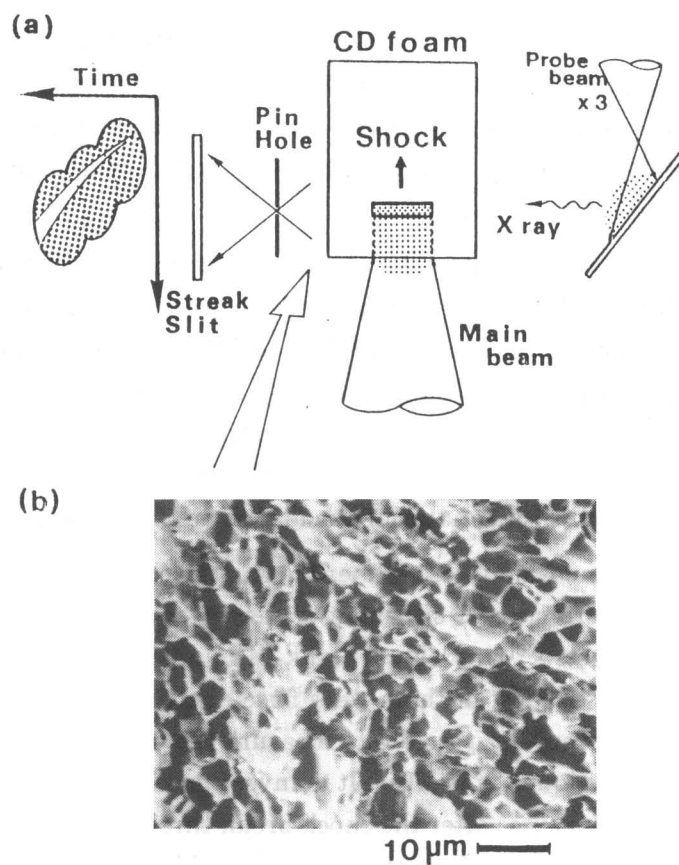 (a)
CD foam
Time
Probe
beam
x 3
Pin
Hole
Shock
X ray
Streak
Slit
Main
beam
(b)
10 μm